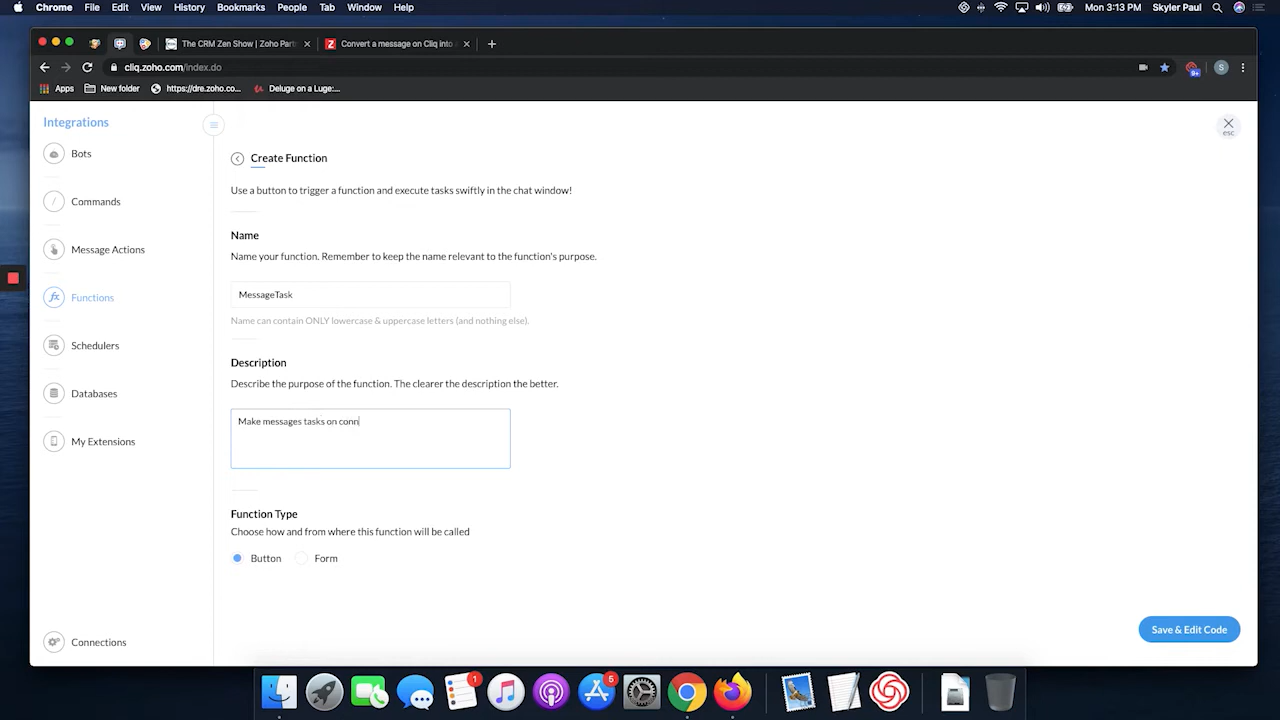 Chrome File Edit View History Bookmarks People Tab Window Help
Mon 3:13 PM Skyler Paul
The CRM Zen Show | Zoho Part
Convert a message on Cliq into a
cliq.zoho.com/index.do
9+
S
Apps New folder https://dre.zoho.co... Deluge on a Luge:...
Integrations
Bots
Commands
Message Actions
Functions
Schedulers
Databases
My Extensions
Connections
esc
Create Function
Use a button to trigger a function and execute tasks swiftly in the chat window!
Name
Name your function. Remember to keep the name relevant to the function's purpose.
MessageTask
Name can contain ONLY lowercase & uppercase letters (and nothing else).
Description
Describe the purpose of the function. The clearer the description the better.
Make messages tasks on conn
Function Type
Choose how and from where this function will be called
Button Form
Save & Edit Code
1
6